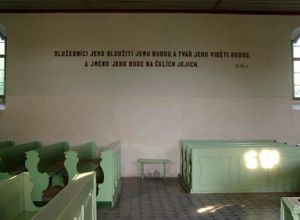 SLUŽEBNÍCI JEHO SLOUŽITI JEMU BUDOU, A TVÁŘ JEHO VIDĚTI BUDOU,
A JMÉNO JEHO BUDE NA ČELÍCH JEJICH.